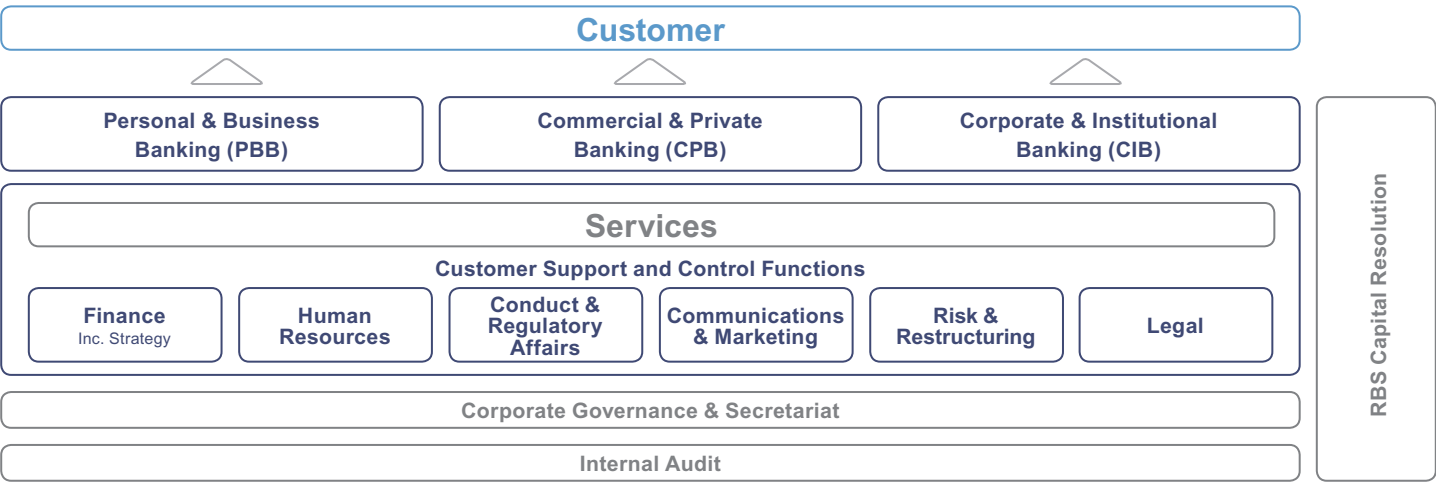 Customer
Personal & Business
Banking (PBB)
Commercial & Private
Banking (CPB)
Corporate & Institutional
Banking (CIB)
Services
Customer Support and Control Functions
Finance
Inc. Strategy
Human
Resources
Conduct &
Regulatory
Affairs
Communications
& Marketing
Risk &
Restructuring
Legal
Corporate Governance & Secretariat
Internal Audit
RBS Capital Resolution